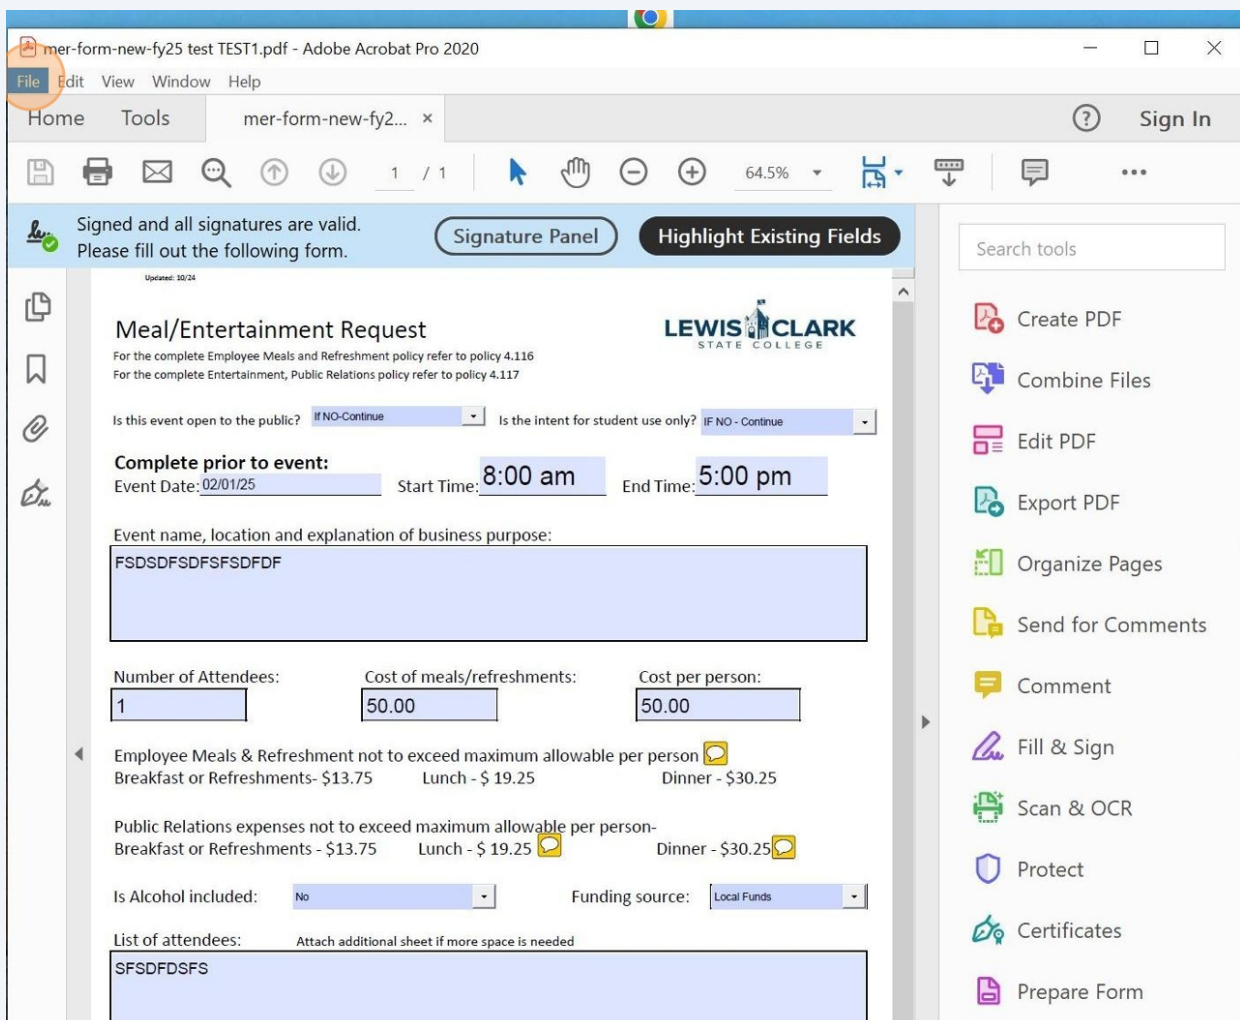 mer-form-new-fy25 test TEST1.pdf - Adobe Acrobat Pro 2020
File Edit View Window Help
Home Tools mer-form-new-fy2... × ? Sign In
1 / 1 64.5%
Signed and all signatures are valid.
Please fill out the following form.
Signature Panel Highlight Existing Fields
Search tools
Updated: 10/24
Meal/Entertainment Request
LEWIS CLARK
STATE COLLEGE
For the complete Employee Meals and Refreshment policy refer to policy 4.116
For the complete Entertainment, Public Relations policy refer to policy 4.117
Is this event open to the public? If NO-Continue Is the intent for student use only? IF NO - Continue
Complete prior to event:
Event Date: 02/01/25 Start Time: 8:00 am End Time: 5:00 pm
Event name, location and explanation of business purpose:
FSDSDFSDFSFSDFDF
Number of Attendees: Cost of meals/refreshments: Cost per person:
1 50.00 50.00
Employee Meals & Refreshment not to exceed maximum allowable per person
Breakfast or Refreshments- $13.75 Lunch - $ 19.25 Dinner - $30.25
Public Relations expenses not to exceed maximum allowable per person-
Breakfast or Refreshments - $13.75 Lunch - $ 19.25 Dinner - $30.25
Is Alcohol included: No Funding source: Local Funds
List of attendees: Attach additional sheet if more space is needed
SFSDFDSFS
Create PDF
Combine Files
Edit PDF
Export PDF
Organize Pages
Send for Comments
Comment
Fill & Sign
Scan & OCR
Protect
Certificates
Prepare Form